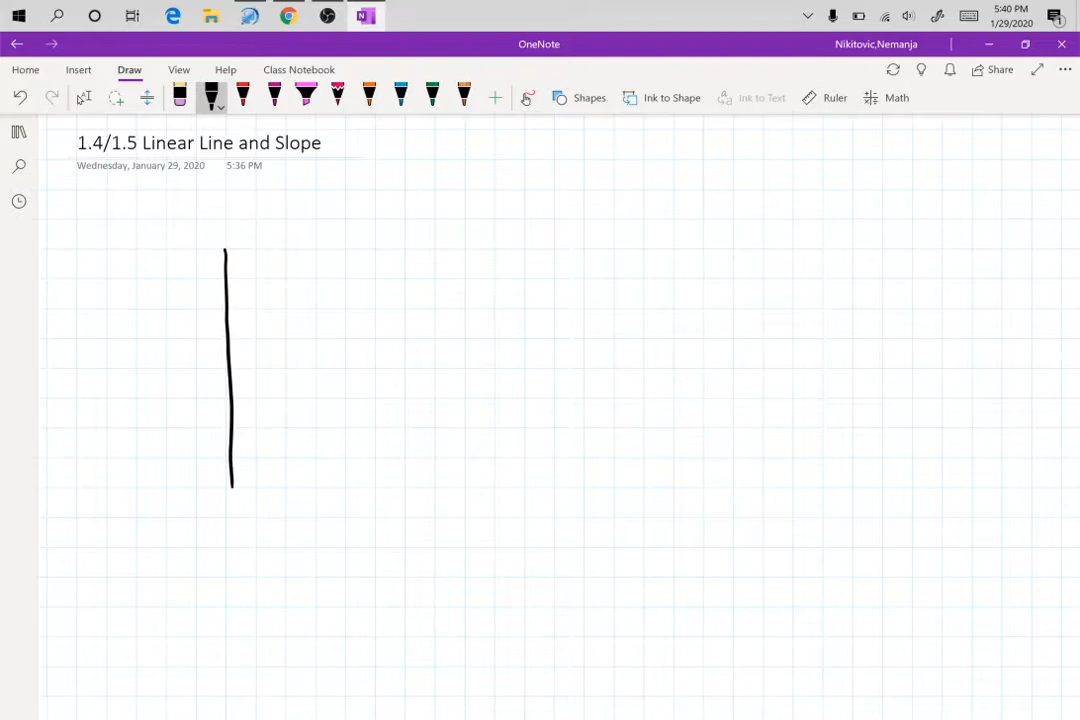 5:40 PM
1/29/2020
1
OneNote
Nikitovic,Nemanja
Home
Insert
Draw
View
Help
Class Notebook
Share
Shapes
Ink to Shape
Ink to Text
Ruler
Math
1.4/1.5 Linear Line and Slope
Wednesday, January 29, 2020 5:36 PM